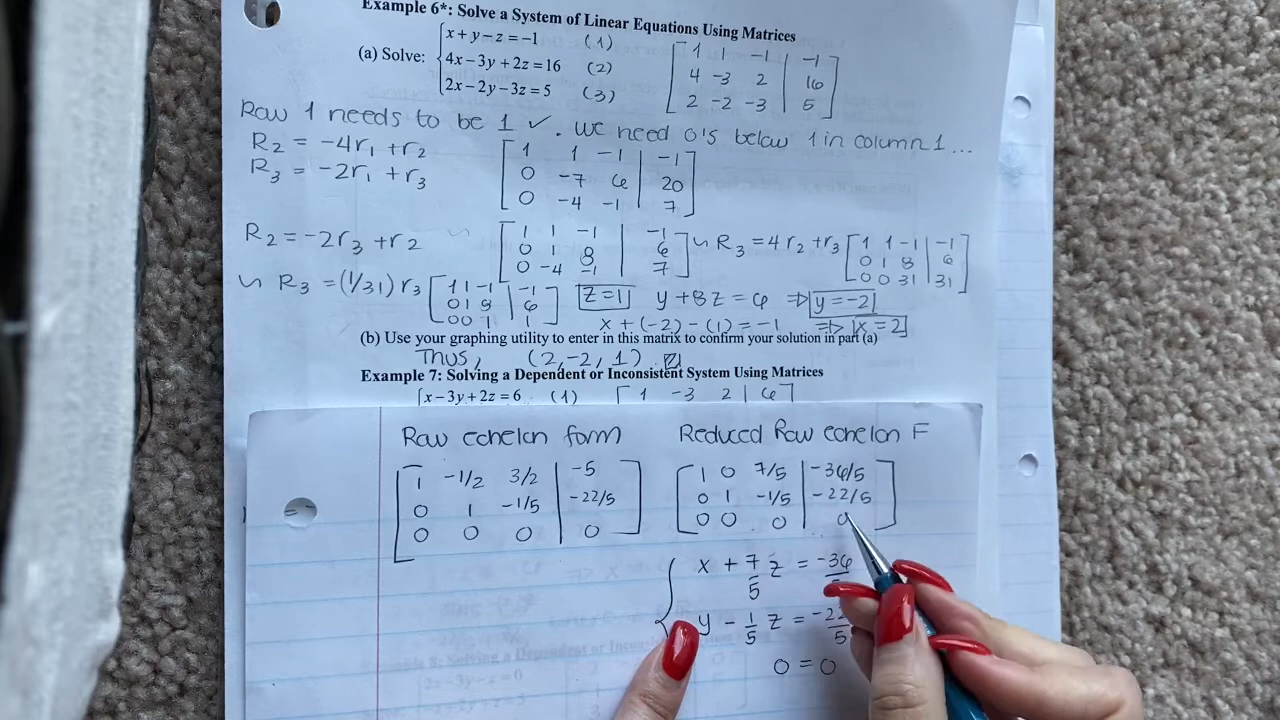 Example 6*: Solve a System of Linear Equations Using Matrices
(a) Solve: { x + y − z = −1 (1) [ 1 1 −1 | −1 ]
4x − 3y + 2z = 16 (2) [ 4 −3 2 | 16 ]
2x − 2y − 3z = 5 (3) [ 2 −2 −3 | 5 ]
Row 1 needs to be 1 ✓. We need 0's below 1 in column 1...
R2 = −4r1 + r2 [ 1 1 −1 | −1 ]
R3 = −2r1 + r3 [ 0 −7 6 | 20 ]
[ 0 −4 −1 | 7 ]
R2 = −2r3 + r2 ~ [ 1 1 −1 | −1 ] ~ R3 = 4r2 + r3 [ 1 1 −1 | −1 ]
[ 0 1 8 | 6 ] [ 0 1 8 | 6 ]
[ 0 −4 −1 | 7 ] [ 0 0 31 | 31 ]
~ R3 = (1/31) r3 [ 1 1 −1 | −1 ] z = 1 y + 8z = 6 => y = −2
[ 0 1 8 | 6 ]
[ 0 0 1 | 1 ] x + (−2) − (1) = −1 => x = 2
(b) Use your graphing utility to enter in this matrix to confirm your solution in part (a)
Thus, (2, −2, 1).
Example 7: Solving a Dependent or Inconsistent System Using Matrices
x − 3y + 2z = 6 (1) [ 1 −3 2 | 6 ]
Row echelon form Reduced Row echelon F
[ 1 −1/2 3/2 | −5 ] [ 1 0 7/5 | −36/5 ]
[ 0 1 −1/5 | −22/5 ] [ 0 1 −1/5 | −22/5 ]
[ 0 0 0 | 0 ] [ 0 0 0 | 0 ]
x + 7/5 z = −36
y − 1/5 z = −22/5
0 = 0
Example 8: Solving a Dependent or